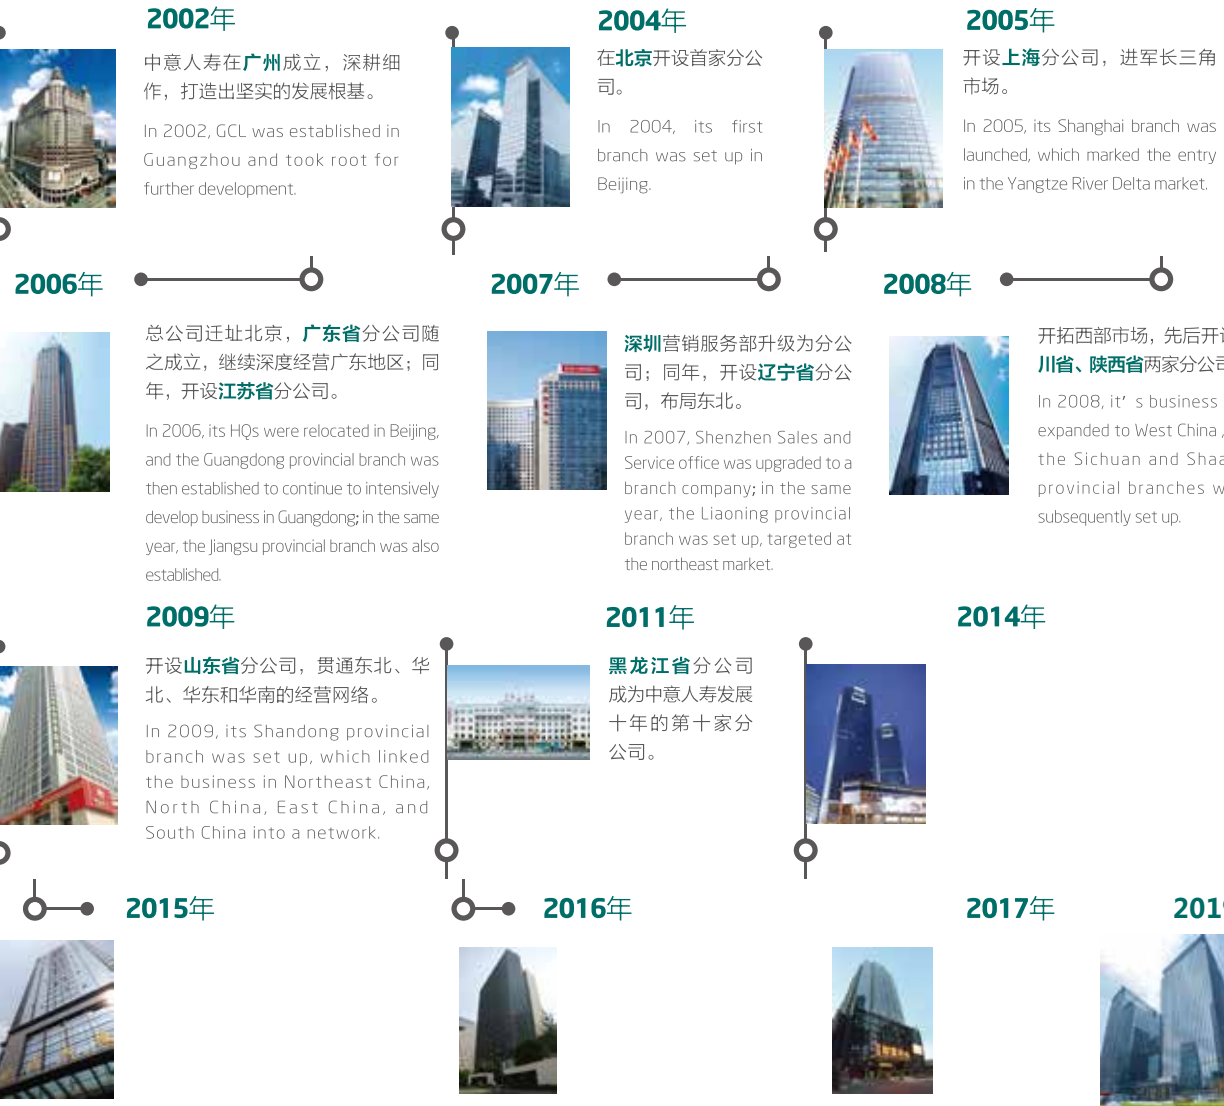 2002年
中意人寿在广州成立，深耕细
作，打造出坚实的发展根基。
In 2002, GCL was established in
Guangzhou and took root for
further development.
2004年
在北京开设首家分公
司。
In 2004, its first
branch was set up in
Beijing.
2005年
开设上海分公司，进军长三角
市场。
In 2005, its Shanghai branch was
launched, which marked the entry
in the Yangtze River Delta market.
2006年
总公司迁址北京，广东省分公司随
之成立，继续深度经营广东地区；同
年，开设江苏省分公司。
In 2006, its HQs were relocated in Beijing,
and the Guangdong provincial branch was
then established to continue to intensively
develop business in Guangdong; in the same
year, the Jiangsu provincial branch was also
established.
2007年
深圳营销服务部升级为分公
司；同年，开设辽宁省分公
司，布局东北。
In 2007, Shenzhen Sales and
Service office was upgraded to a
branch company; in the same
year, the Liaoning provincial
branch was set up, targeted at
the northeast market.
2008年
开拓西部市场，先后开
川省、陕西省两家分公
In 2008, it’s business
expanded to West China ,
the Sichuan and
provincial branches
subsequently set up.
2009年
开设山东省分公司，贯通东北、华
北、华东和华南的经营网络。
In 2009, its Shandong provincial
branch was set up, which linked
the business in Northeast China,
North China, East China, and
South China into a network.
2011年
黑龙江省分公司
成为中意人寿发展
十年的第十家分
公司。
2014年
2015年
2016年
2017年